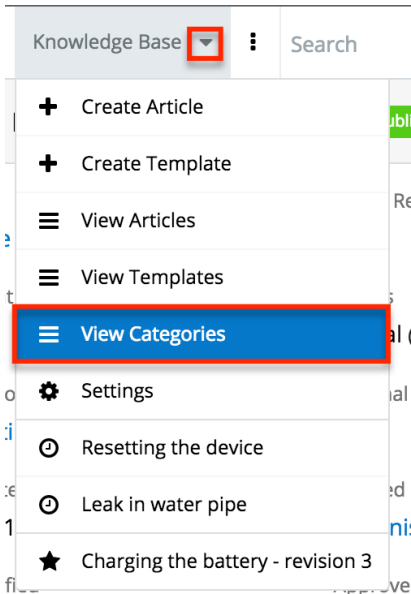 Knowledge Base
Search
Create Article
Create Template
View Articles
View Templates
View Categories
Settings
Resetting the device
Leak in water pipe
Charging the battery - revision 3